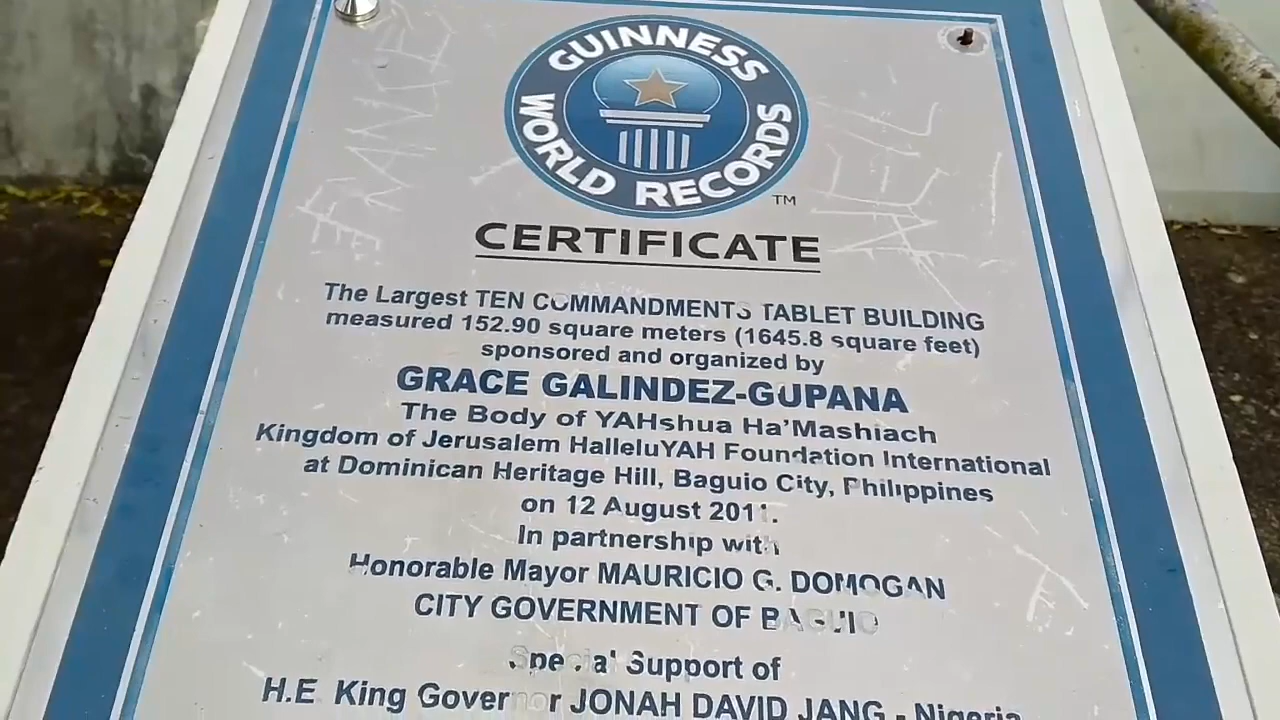 GUINNESS
WORLD RECORDS
TM
CERTIFICATE
The Largest TEN COMMANDMENTS TABLET BUILDING
measured 152.90 square meters (1645.8 square feet)
sponsored and organized by
GRACE GALINDEZ-GUPANA
The Body of YAHshua Ha'Mashiach
Kingdom of Jerusalem HalleluYAH Foundation International
at Dominican Heritage Hill, Baguio City, Philippines
on 12 August 2011.
In partnership with
Honorable Mayor MAURICIO G. DOMOGAN
CITY GOVERNMENT OF BAGUIO
Special Support of
H.E. King Governor JONAH DAVID JANG - Nigeria